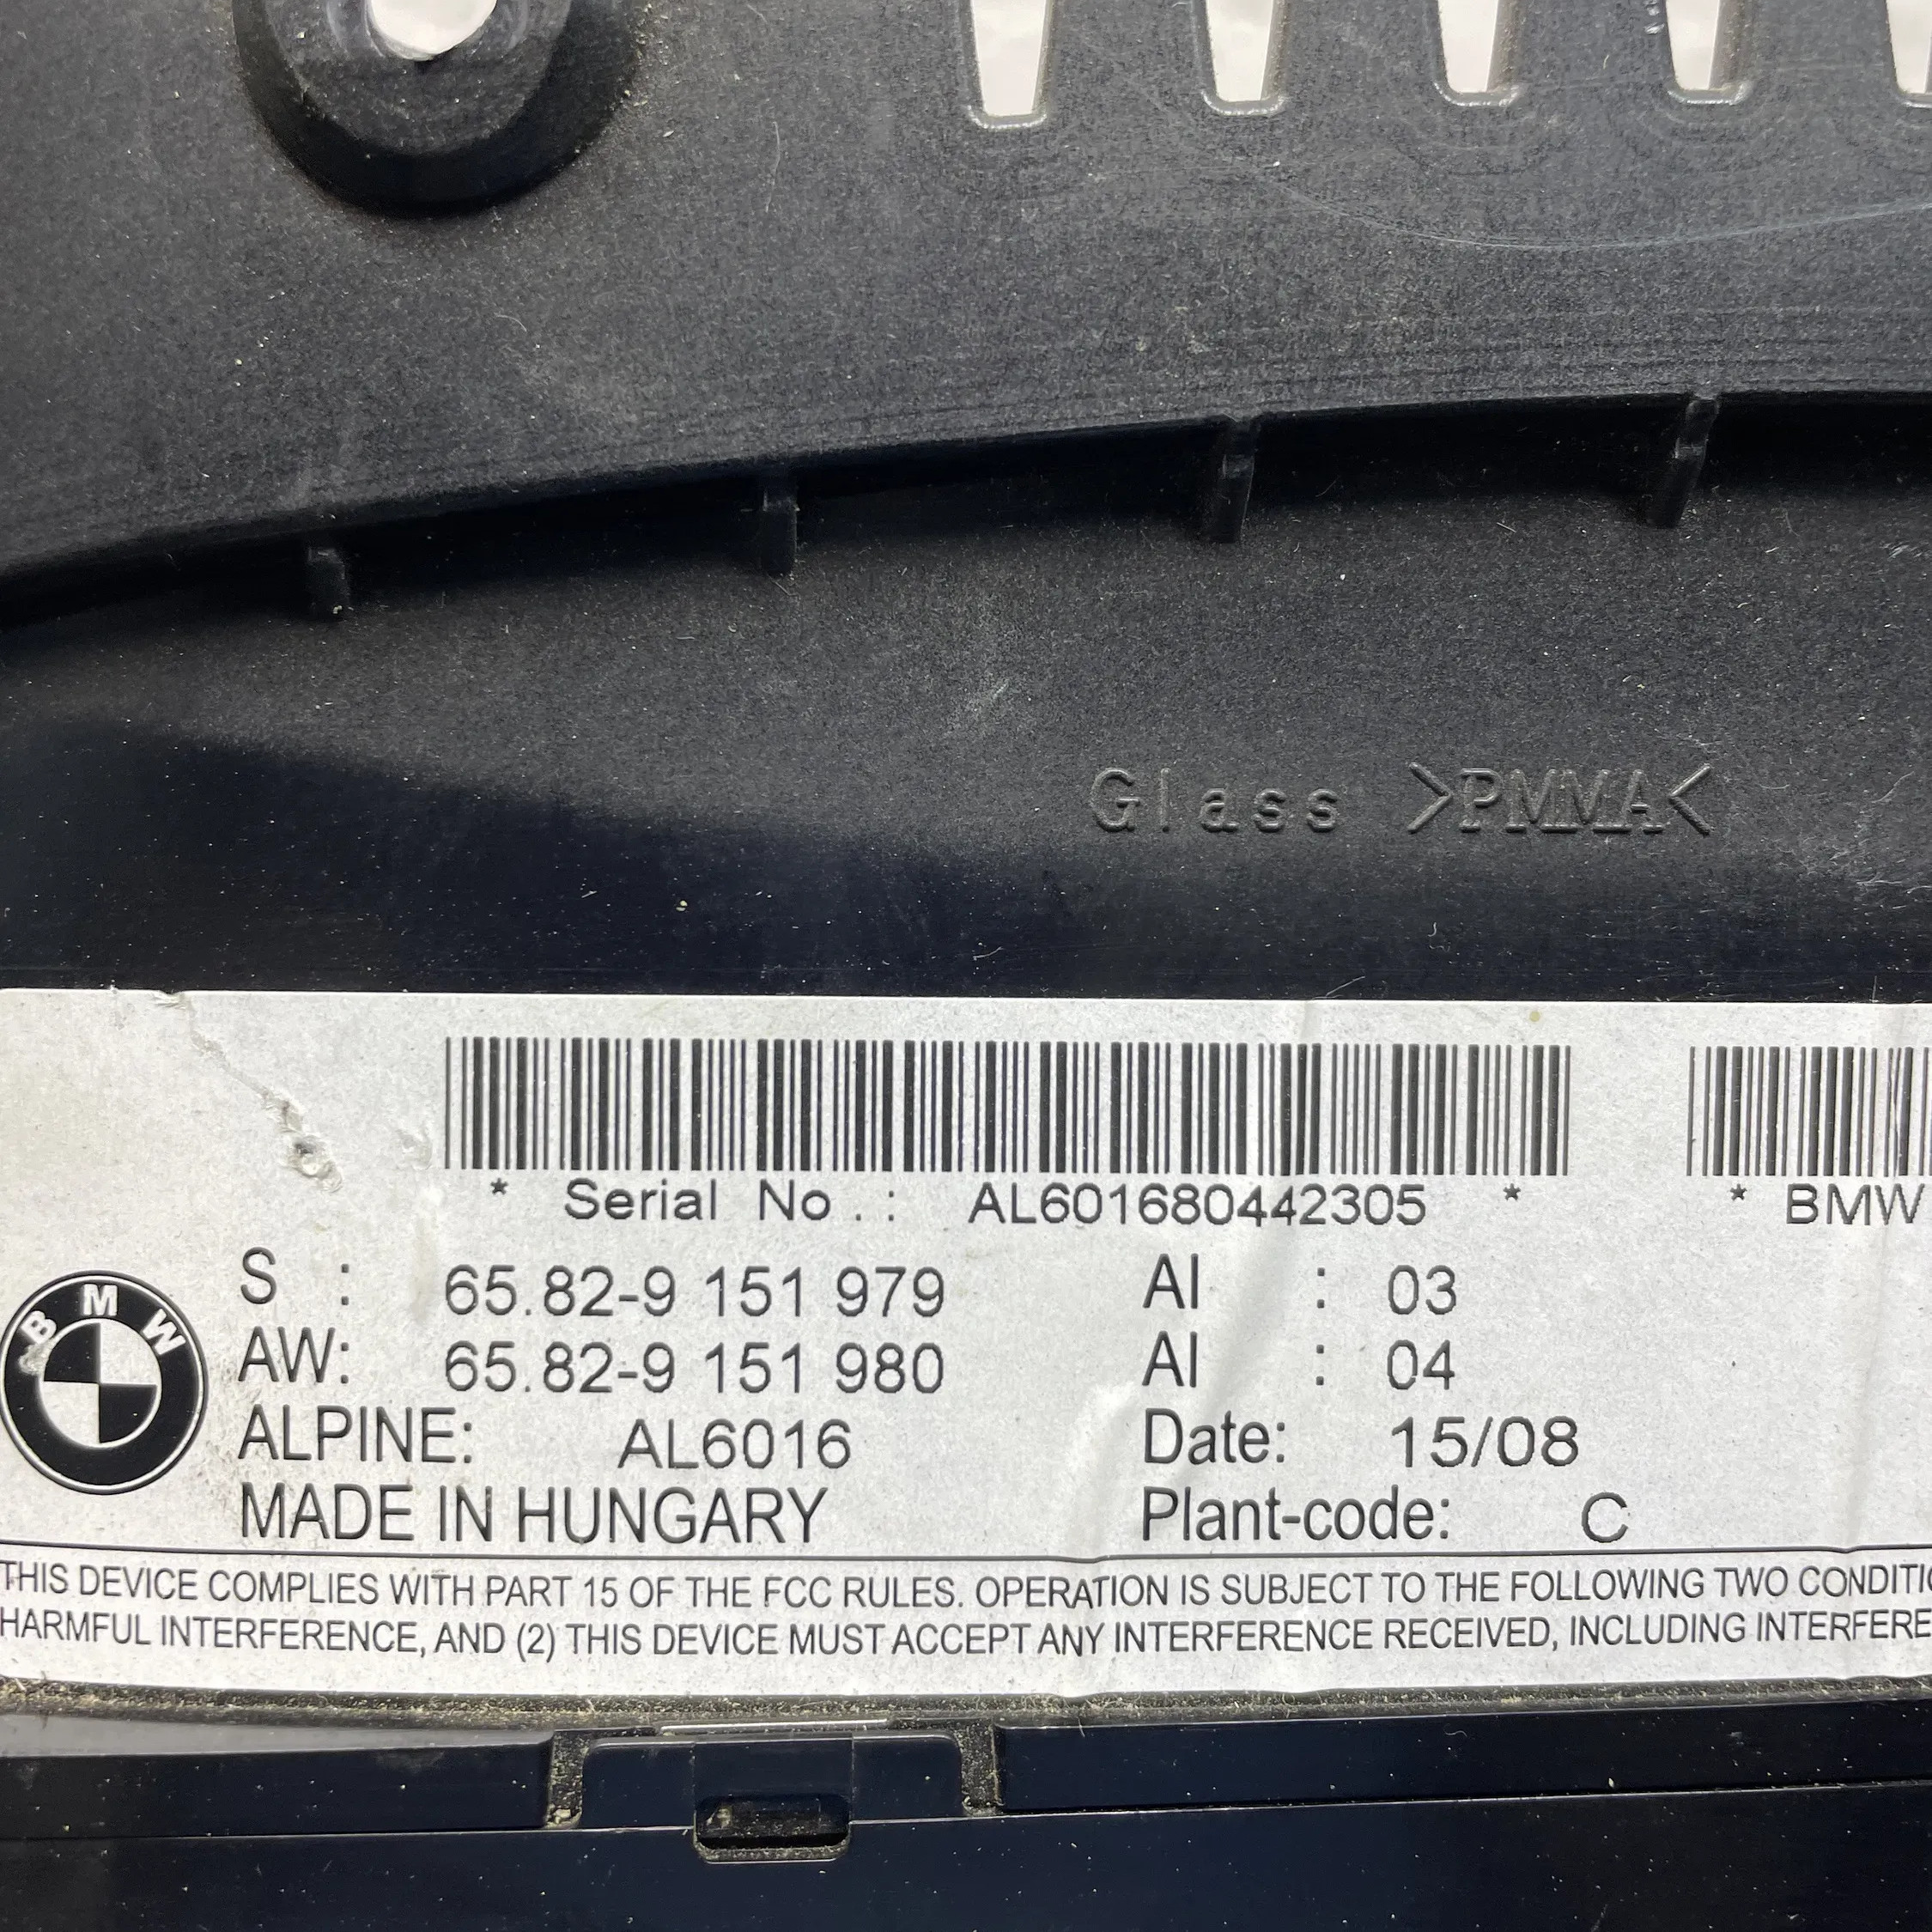 Glass >PMMA<
* Serial No.: AL601680442305 * * BMW
S : 65.82-9 151 979 AI : 03
BMW
AW: 65.82-9 151 980 AI : 04
ALPINE: AL6016 Date: 15/08
MADE IN HUNGARY Plant-code: C
THIS DEVICE COMPLIES WITH PART 15 OF THE FCC RULES. OPERATION IS SUBJECT TO THE FOLLOWING TWO CONDITIO
HARMFUL INTERFERENCE, AND (2) THIS DEVICE MUST ACCEPT ANY INTERFERENCE RECEIVED, INCLUDING INTERFERE